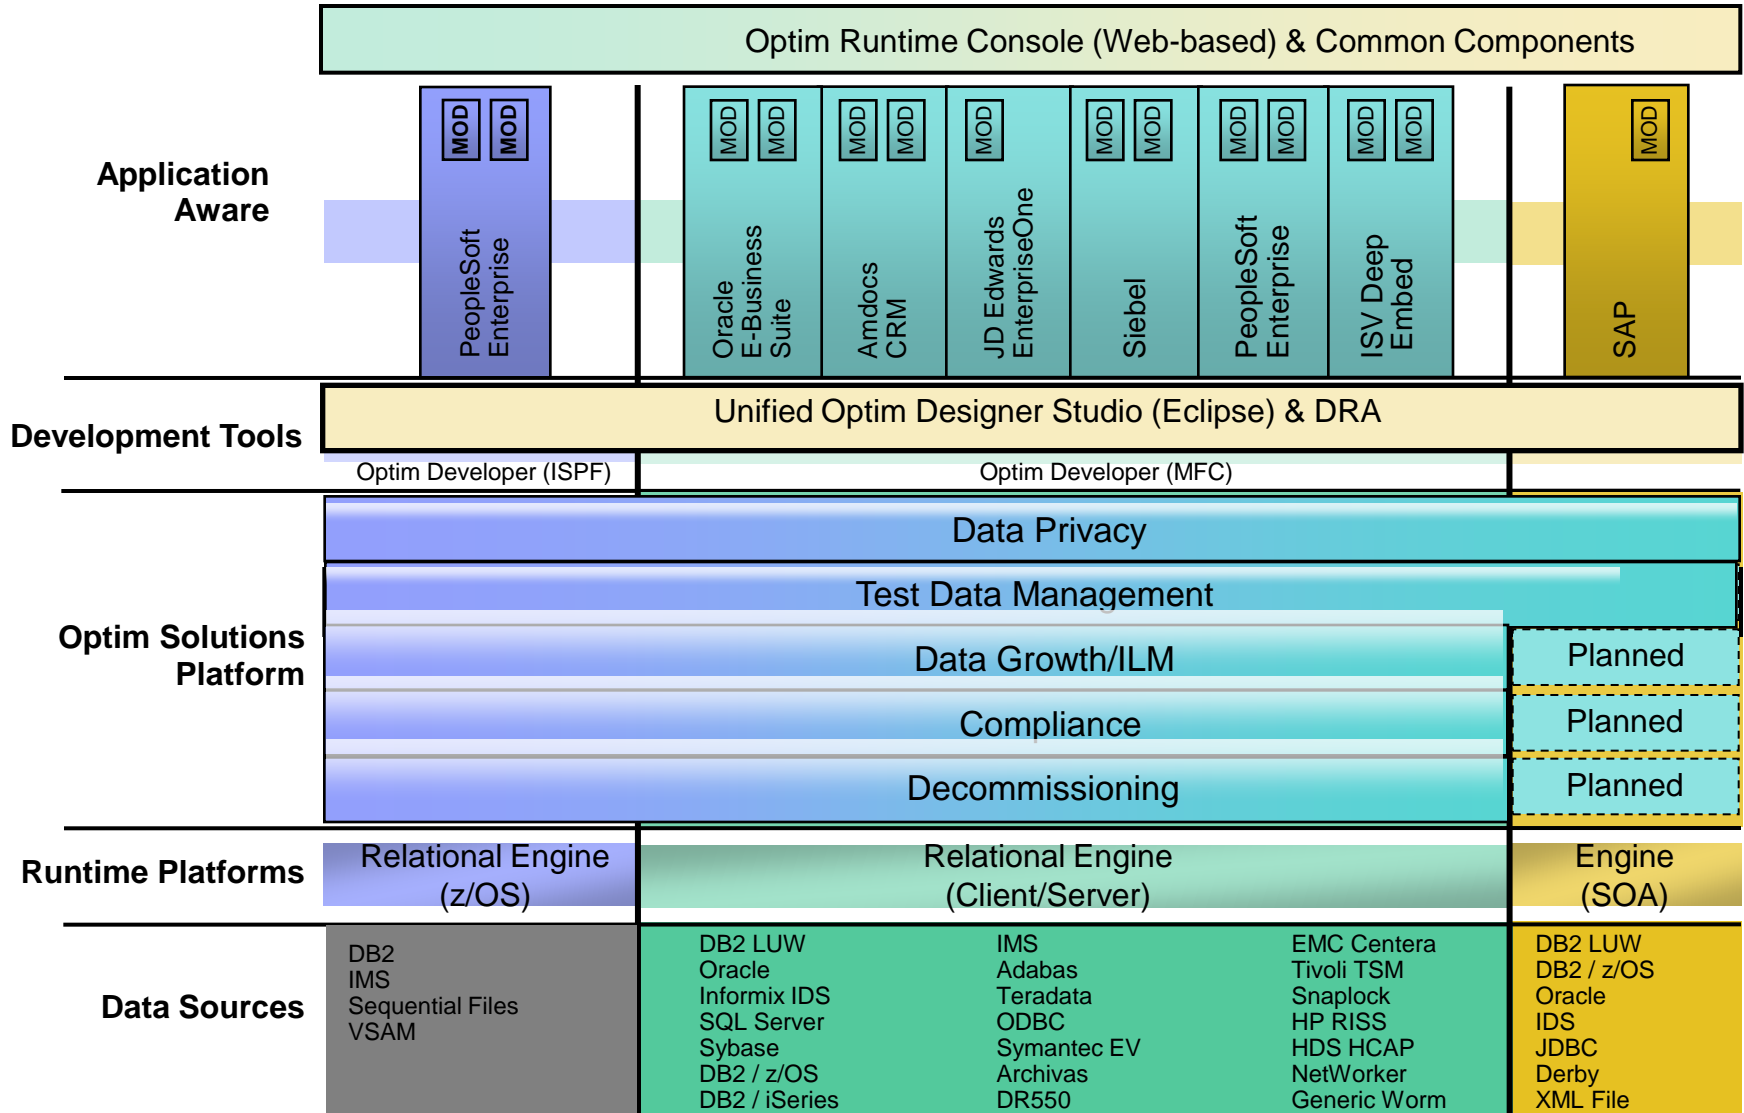 Optim Runtime Console (Web-based) & Common Components
Application
Aware
MOD MOD
PeopleSoft
Enterprise
MOD MOD
Oracle
E-Business
Suite
MOD MOD
Amdocs
CRM
MOD
JD Edwards
EnterpriseOne
MOD MOD
Siebel
MOD MOD
PeopleSoft
Enterprise
MOD MOD
ISV Deep
Embed
MOD
SAP
Development Tools
Unified Optim Designer Studio (Eclipse) & DRA
Optim Developer (ISPF)
Optim Developer (MFC)
Optim Solutions
Platform
Data Privacy
Test Data Management
Data Growth/ILM
Planned
Compliance
Planned
Decommissioning
Planned
Runtime Platforms
Relational Engine
(z/OS)
Relational Engine
(Client/Server)
Engine
(SOA)
Data Sources
DB2
IMS
Sequential Files
VSAM
DB2 LUW
Oracle
Informix IDS
SQL Server
Sybase
DB2 / z/OS
DB2 / iSeries
IMS
Adabas
Teradata
ODBC
Symantec EV
Archivas
DR550
EMC Centera
Tivoli TSM
Snaplock
HP RISS
HDS HCAP
NetWorker
Generic Worm
DB2 LUW
DB2 / z/OS
Oracle
IDS
JDBC
Derby
XML File